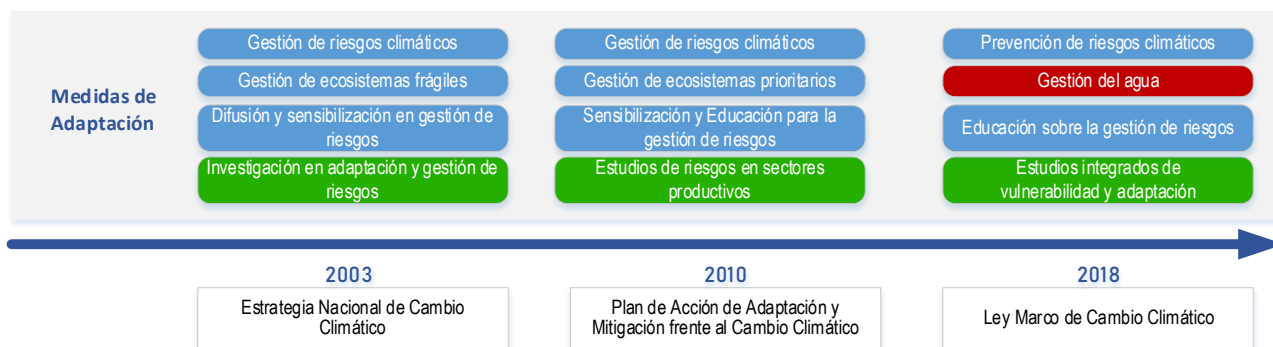 Medidas de
Adaptación
Gestión de riesgos climáticos
Gestión de ecosistemas frágiles
Difusión y sensibilización en gestión de
riesgos
Investigación en adaptación y gestión de
riesgos
Gestión de riesgos climáticos
Gestión de ecosistemas prioritarios
Sensibilización y Educación para la
gestión de riesgos
Estudios de riesgos en sectores
productivos
Prevención de riesgos climáticos
Gestión del agua
Educación sobre la gestión de riesgos
Estudios integrados de
vulnerabilidad y adaptación
2003
Estrategia Nacional de Cambio
Climático
2010
Plan de Acción de Adaptación y
Mitigación frente al Cambio Climático
2018
Ley Marco de Cambio Climático